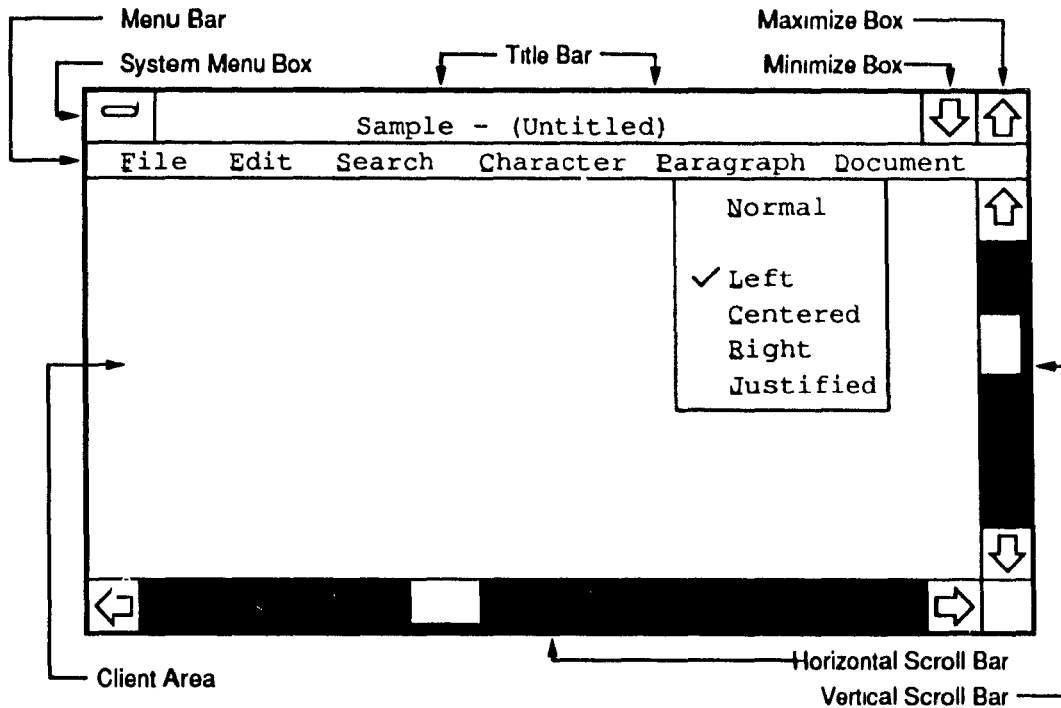 Menu Bar
Maximize Box
System Menu Box
Title Bar
Minimize Box
Sample - (Untitled)
File Edit Search Character Paragraph Document
Normal
Left
Centered
Right
Justified
Client Area
Horizontal Scroll Bar
Vertical Scroll Bar